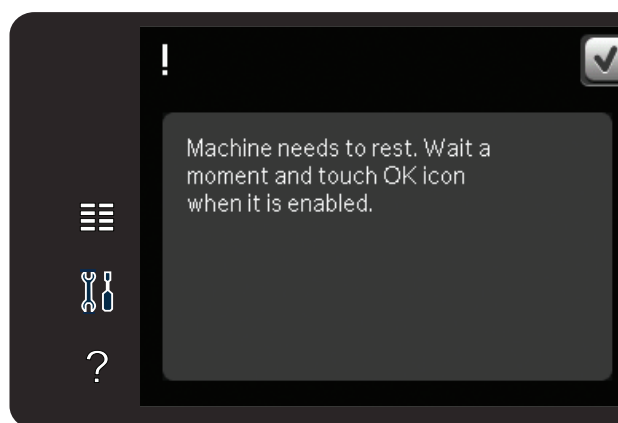 !
Machine needs to rest. Wait a
moment and touch OK icon
when it is enabled.
?